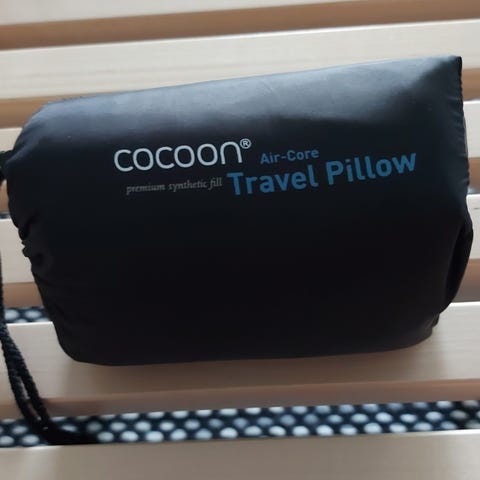 cocoon®
Air-Core
premium synthetic fill
Travel Pillow